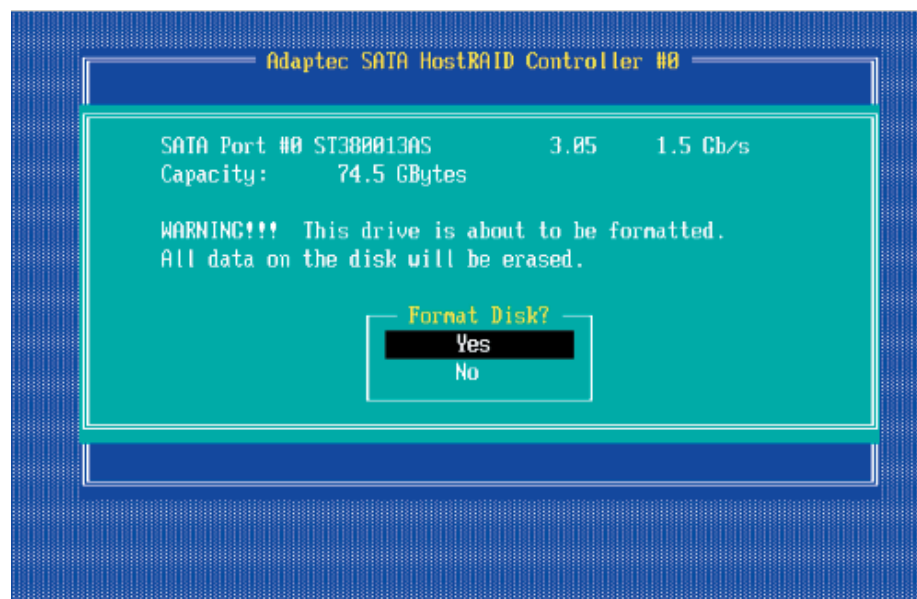 Adaptec SATA HostRAID Controller #0
SATA Port #0 ST380013AS 3.05 1.5 Gb/s
Capacity: 74.5 GBytes
WARNING!!! This drive is about to be formatted.
All data on the disk will be erased.
Format Disk?
Yes
No